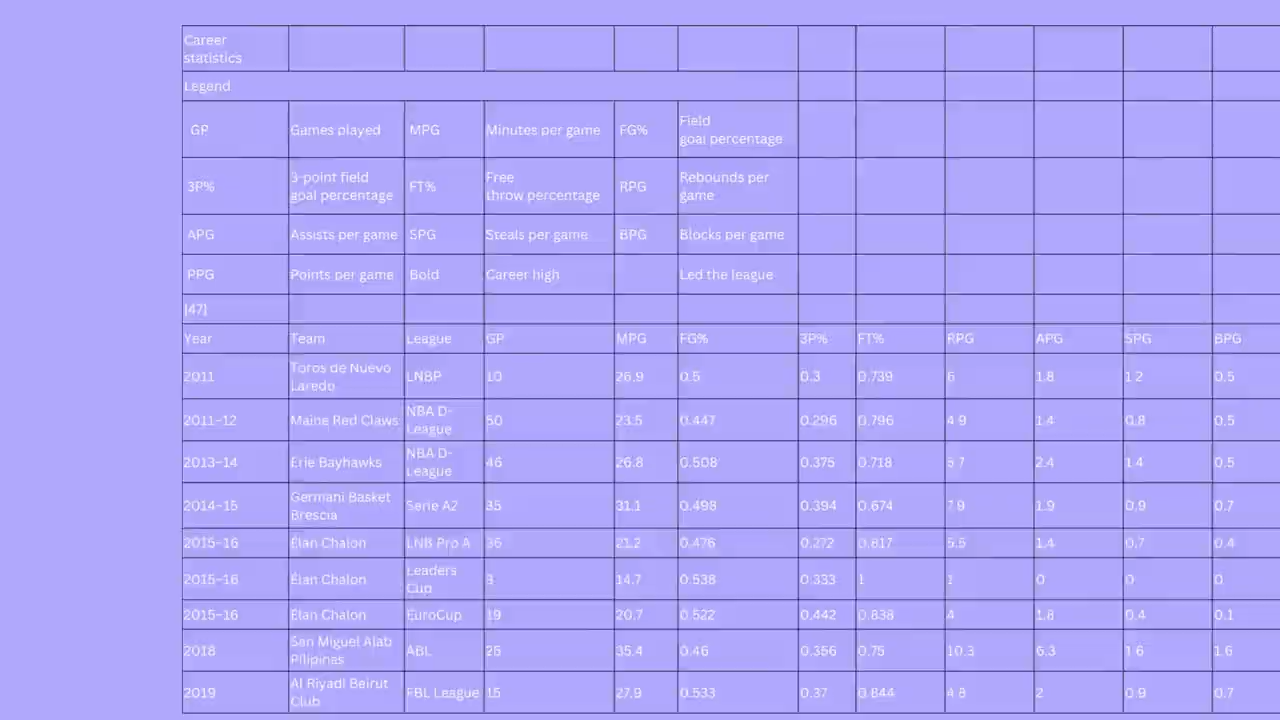 Career
statistics
Legend
GP Games played MPG Minutes per game FG% Field
goal percentage
3P% 3-point field
goal percentage FT% Free
throw percentage RPG Rebounds per
game
APG Assists per game SPG Steals per game BPG Blocks per game
PPG Points per game Bold Career high Led the league
[47]
Year Team League GP MPG FG% 3P% FT% RPG APG SPG BPG
2011 Toros de Nuevo
Laredo LNBP 10 26.9 0.5 0.3 0.739 6 1.8 1.2 0.5
2011–12 Maine Red Claws NBA D-
League 50 23.5 0.447 0.296 0.796 4.9 1.4 0.8 0.5
2013–14 Erie Bayhawks NBA D-
League 46 26.8 0.508 0.375 0.718 5.7 2.4 1.4 0.5
2014–15 Germani Basket
Brescia Serie A2 35 31.1 0.498 0.394 0.674 7.9 1.9 0.9 0.7
2015–16 Élan Chalon LNB Pro A 36 21.2 0.476 0.272 0.817 5.5 1.4 0.7 0.4
2015–16 Élan Chalon Leaders
Cup 3 14.7 0.538 0.333 1 1 0 0 0
2015–16 Élan Chalon EuroCup 19 20.7 0.522 0.442 0.838 4 1.8 0.4 0.1
2018 San Miguel Alab
Pilipinas ABL 25 35.4 0.46 0.356 0.75 10.3 6.3 1.6 1.6
2019 Al Riyadi Beirut
Club FBL League 15 27.9 0.533 0.37 0.844 4.8 2 0.9 0.7